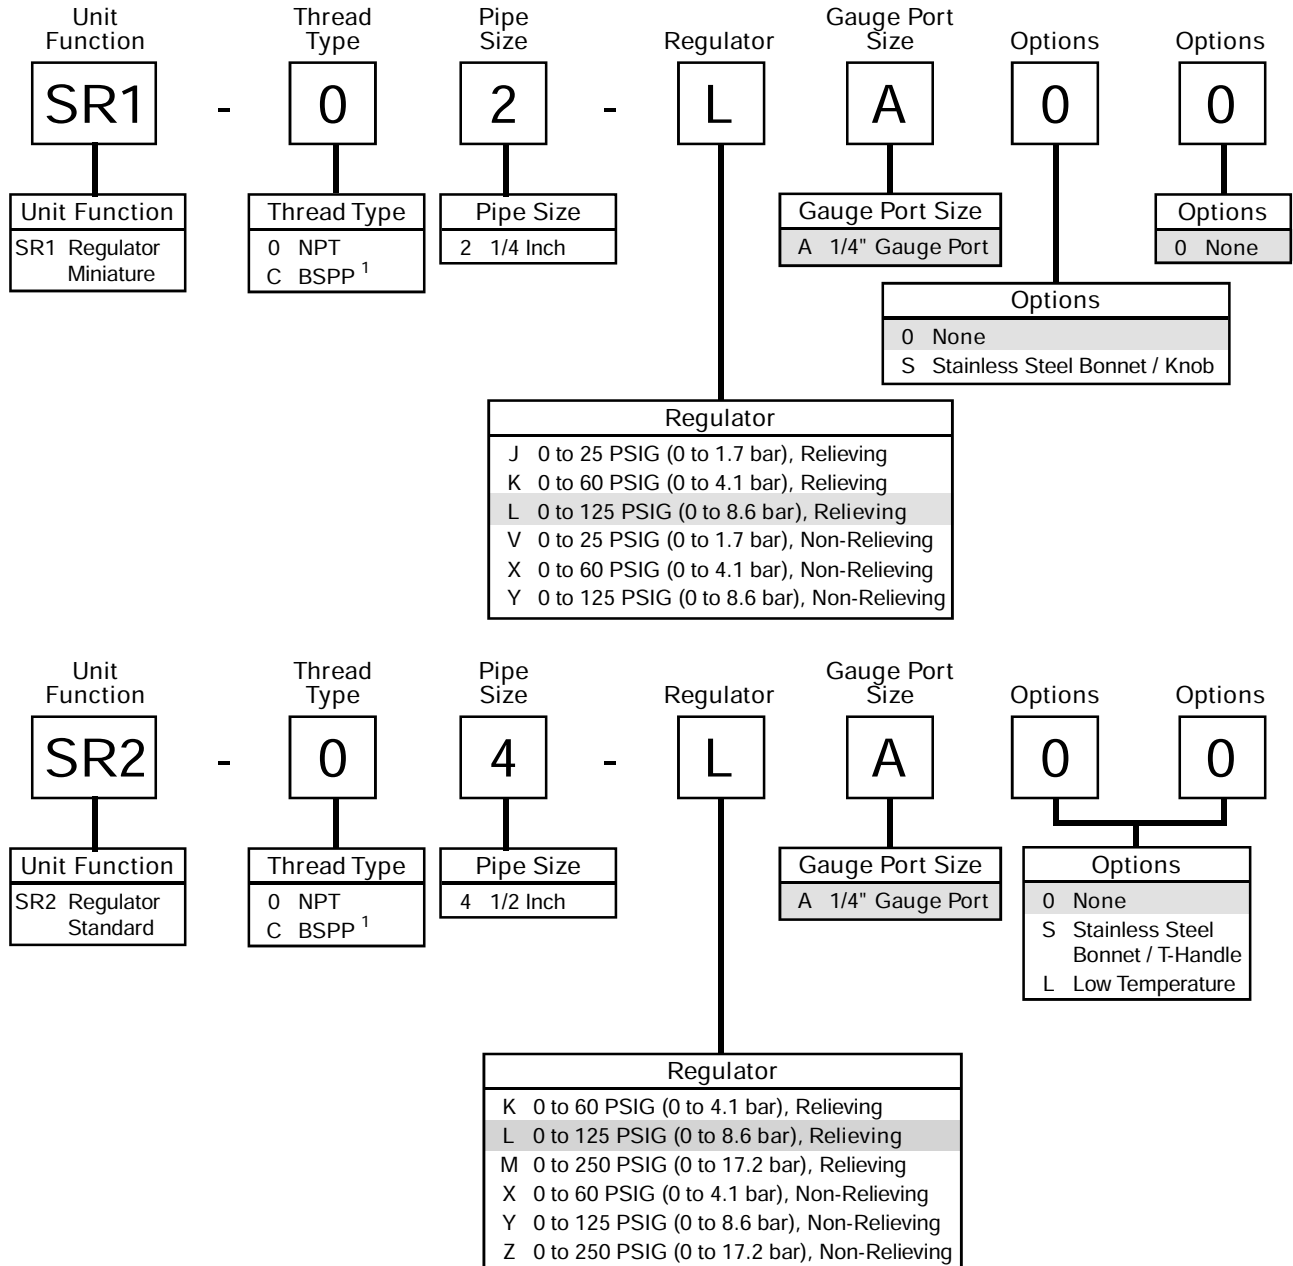 Unit Function
Thread Type
Pipe Size
Regulator
Gauge Port Size
Options
Options
SR1 - 0 2 - L A 0 0
Unit Function
SR1 Regulator
Miniature
Thread Type
0 NPT
C BSPP 1
Pipe Size
2 1/4 Inch
Gauge Port Size
A 1/4" Gauge Port
Options
0 None
Options
0 None
S Stainless Steel Bonnet / Knob
Regulator
J 0 to 25 PSIG (0 to 1.7 bar), Relieving
K 0 to 60 PSIG (0 to 4.1 bar), Relieving
L 0 to 125 PSIG (0 to 8.6 bar), Relieving
V 0 to 25 PSIG (0 to 1.7 bar), Non-Relieving
X 0 to 60 PSIG (0 to 4.1 bar), Non-Relieving
Y 0 to 125 PSIG (0 to 8.6 bar), Non-Relieving
Unit Function
Thread Type
Pipe Size
Regulator
Gauge Port Size
Options
Options
SR2 - 0 4 - L A 0 0
Unit Function
SR2 Regulator
Standard
Thread Type
0 NPT
C BSPP 1
Pipe Size
4 1/2 Inch
Gauge Port Size
A 1/4" Gauge Port
Options
0 None
S Stainless Steel
Bonnet / T-Handle
L Low Temperature
Regulator
K 0 to 60 PSIG (0 to 4.1 bar), Relieving
L 0 to 125 PSIG (0 to 8.6 bar), Relieving
M 0 to 250 PSIG (0 to 17.2 bar), Relieving
X 0 to 60 PSIG (0 to 4.1 bar), Non-Relieving
Y 0 to 125 PSIG (0 to 8.6 bar), Non-Relieving
Z 0 to 250 PSIG (0 to 17.2 bar), Non-Relieving